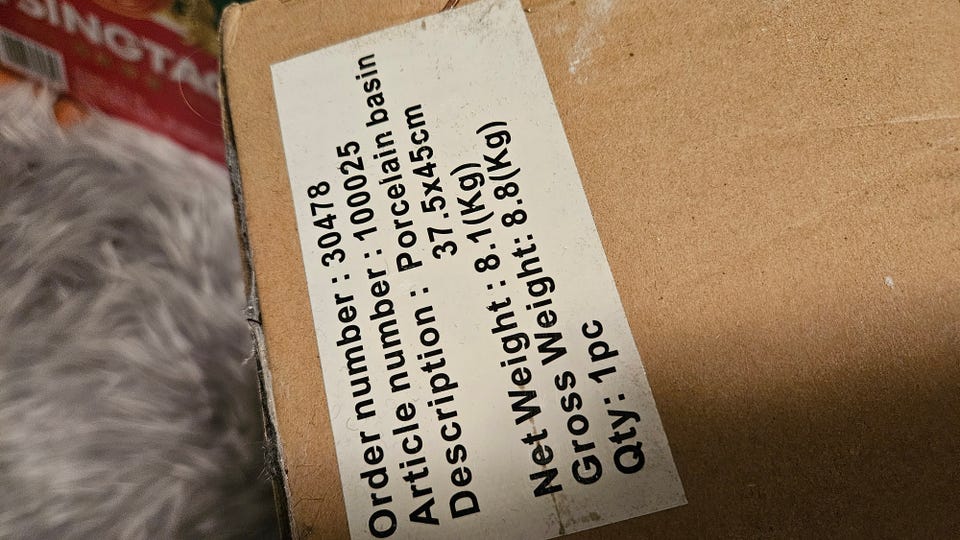 Order number : 30478
Article number : 100025
Description : Porcelain basin
37.5x45cm
Net Weight : 8.1(Kg)
Gross Weight: 8.8(Kg)
Qty: 1pc